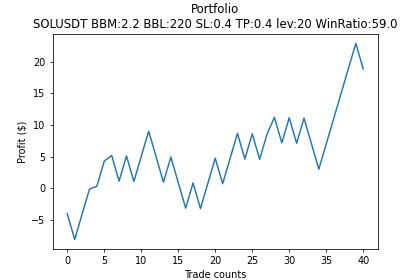 Portfolio
SOLUSDT BBM:2.2 BBL:220 SL:0.4 TP:0.4 lev:20 WinRatio:59.0
Profit ($)
20
15
10
5
0
−5
0 5 10 15 20 25 30 35 40
Trade counts